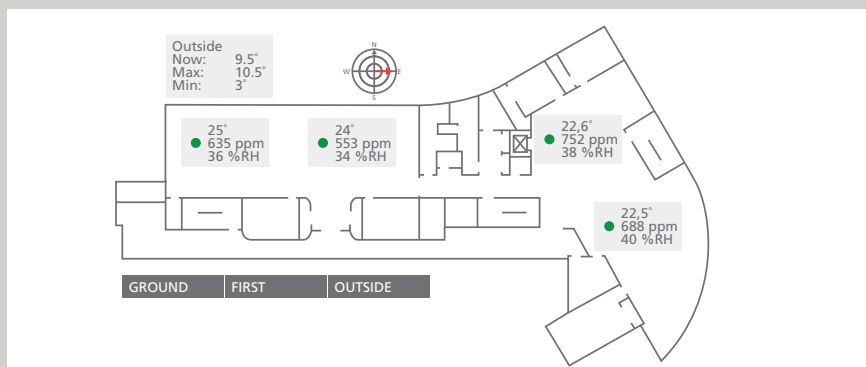 Outside
Now: 9.5°
Max: 10.5°
Min: 3°
N
W E
S
25°
635 ppm
36 %RH
24°
553 ppm
34 %RH
22,6°
752 ppm
38 %RH
22,5°
688 ppm
40 %RH
GROUND FIRST OUTSIDE